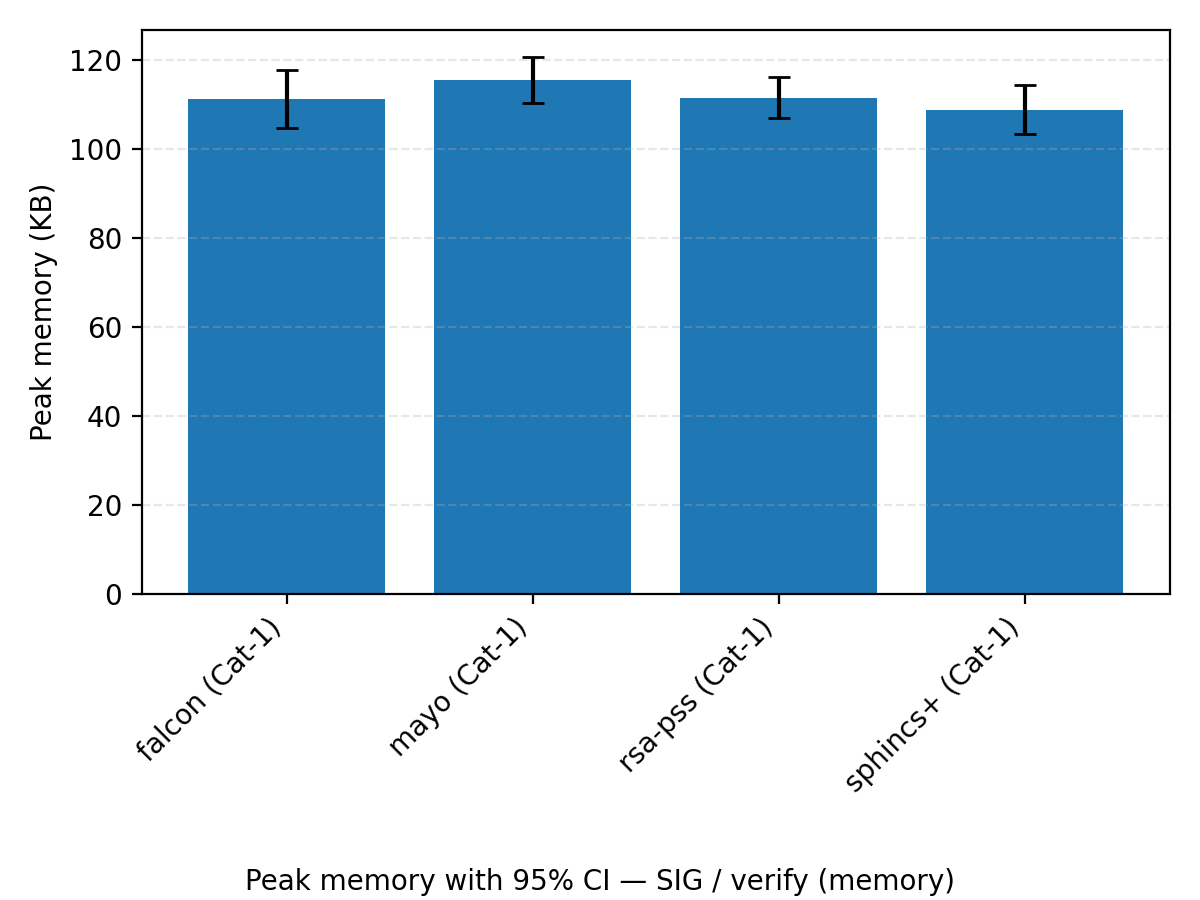 120
100
80
60
40
20
0
Peak memory (KB)
falcon (Cat-1)
mayo (Cat-1)
rsa-pss (Cat-1)
sphincs+ (Cat-1)
Peak memory with 95% CI — SIG / verify (memory)